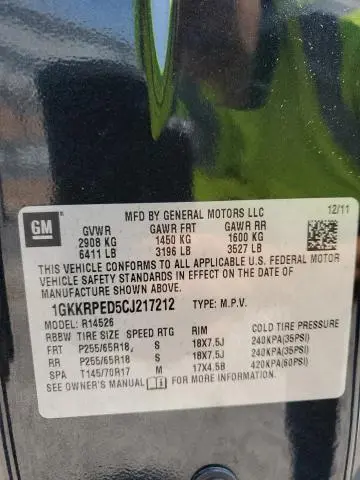 MFD BY GENERAL MOTORS LLC 12/11
GM
GVWR GAWR FRT GAWR RR
2908 KG 1450 KG 1600 KG
6411 LB 3196 LB 3527 LB
THIS VEHICLE CONFORMS TO ALL APPLICABLE U.S. FEDERAL MOTOR
VEHICLE SAFETY STANDARDS IN EFFECT ON THE DATE OF MANUFACTURE
SHOWN ABOVE.
1GKKRPED5CJ217212 TYPE: M.P.V.
MODEL: R14526
RBBW TIRE SIZE SPEED RTG RIM COLD TIRE PRESSURE
FRT P255/65R18, S 18X7.5J 240KPA(35PSI)
RR P255/65R18, S 18X7.5J 240KPA(35PSI)
SPA T145/70R17 M 17X4.5B 420KPA(60PSI)
SEE OWNER'S MANUAL